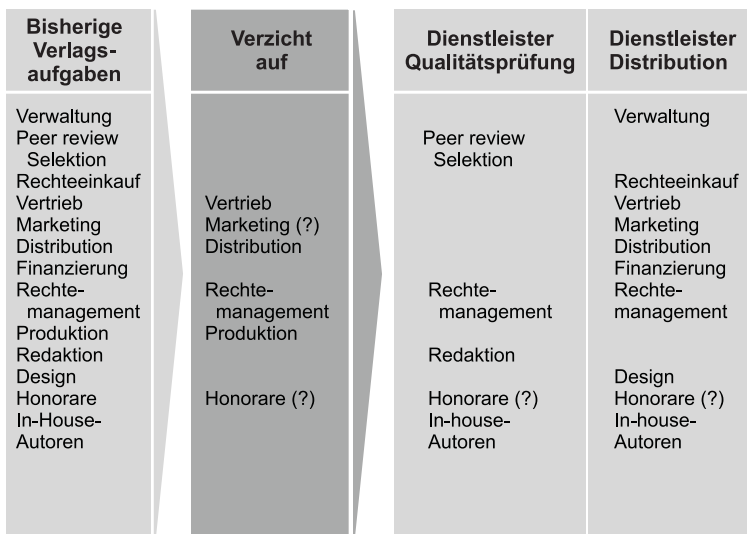 Bisherige
Verlags-
aufgaben
Verwaltung
Peer review
Selektion
Rechteeinkauf
Vertrieb
Marketing
Distribution
Finanzierung
Rechte-
management
Produktion
Redaktion
Design
Honorare
In-House-
Autoren
Verzicht
auf
Vertrieb
Marketing (?)
Distribution
Rechte-
management
Produktion
Honorare (?)
Dienstleister
Qualitätsprüfung
Peer review
Selektion
Rechte-
management
Redaktion
Honorare (?)
In-house-
Autoren
Dienstleister
Distribution
Verwaltung
Rechteeinkauf
Vertrieb
Marketing
Distribution
Finanzierung
Rechte-
management
Design
Honorare (?)
In-house-
Autoren